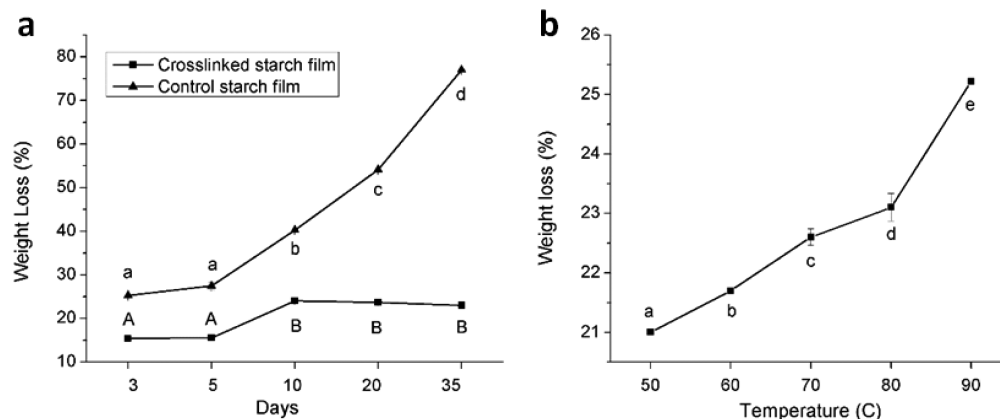 a
Crosslinked starch film
Control starch film
Weight Loss (%)
80
70
60
50
40
30
20
10
a
a
b
c
d
A
A
B
B
B
3
5
10
20
35
Days
b
Weight loss (%)
26
25
24
23
22
21
a
b
c
d
e
50
60
70
80
90
Temperature (C)